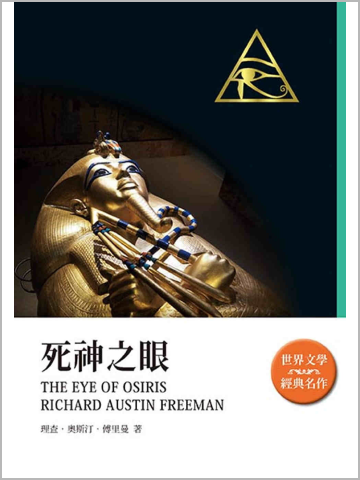 死神之眼
THE EYE OF OSIRIS
RICHARD AUSTIN FREEMAN
理查・奧斯汀・傅里曼 著
世界文學
經典名作